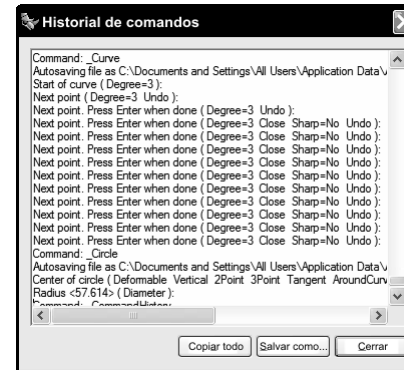 Historial de comandos
Command: _Curve
Autosaving file as C:\Documents and Settings\All Users\Application Data\
Start of curve ( Degree=3 ):
Next point ( Degree=3  Undo ):
Next point. Press Enter when done ( Degree=3  Undo ):
Next point. Press Enter when done ( Degree=3  Close  Sharp=No  Undo ):
Next point. Press Enter when done ( Degree=3  Close  Sharp=No  Undo ):
Next point. Press Enter when done ( Degree=3  Close  Sharp=No  Undo ):
Next point. Press Enter when done ( Degree=3  Close  Sharp=No  Undo ):
Next point. Press Enter when done ( Degree=3  Close  Sharp=No  Undo ):
Next point. Press Enter when done ( Degree=3  Close  Sharp=No  Undo ):
Next point. Press Enter when done ( Degree=3  Close  Sharp=No  Undo ):
Next point. Press Enter when done ( Degree=3  Close  Sharp=No  Undo ):
Next point. Press Enter when done ( Degree=3  Close  Sharp=No  Undo ):
Next point. Press Enter when done ( Degree=3  Close  Sharp=No  Undo ):
Command: _Circle
Autosaving file as C:\Documents and Settings\All Users\Application Data\
Center of circle ( Deformable  Vertical  2Point  3Point  Tangent  AroundCurv
Radius <57.614> ( Diameter ):
Command: _CommandHistory
Copiar todo
Salvar como...
Cerrar